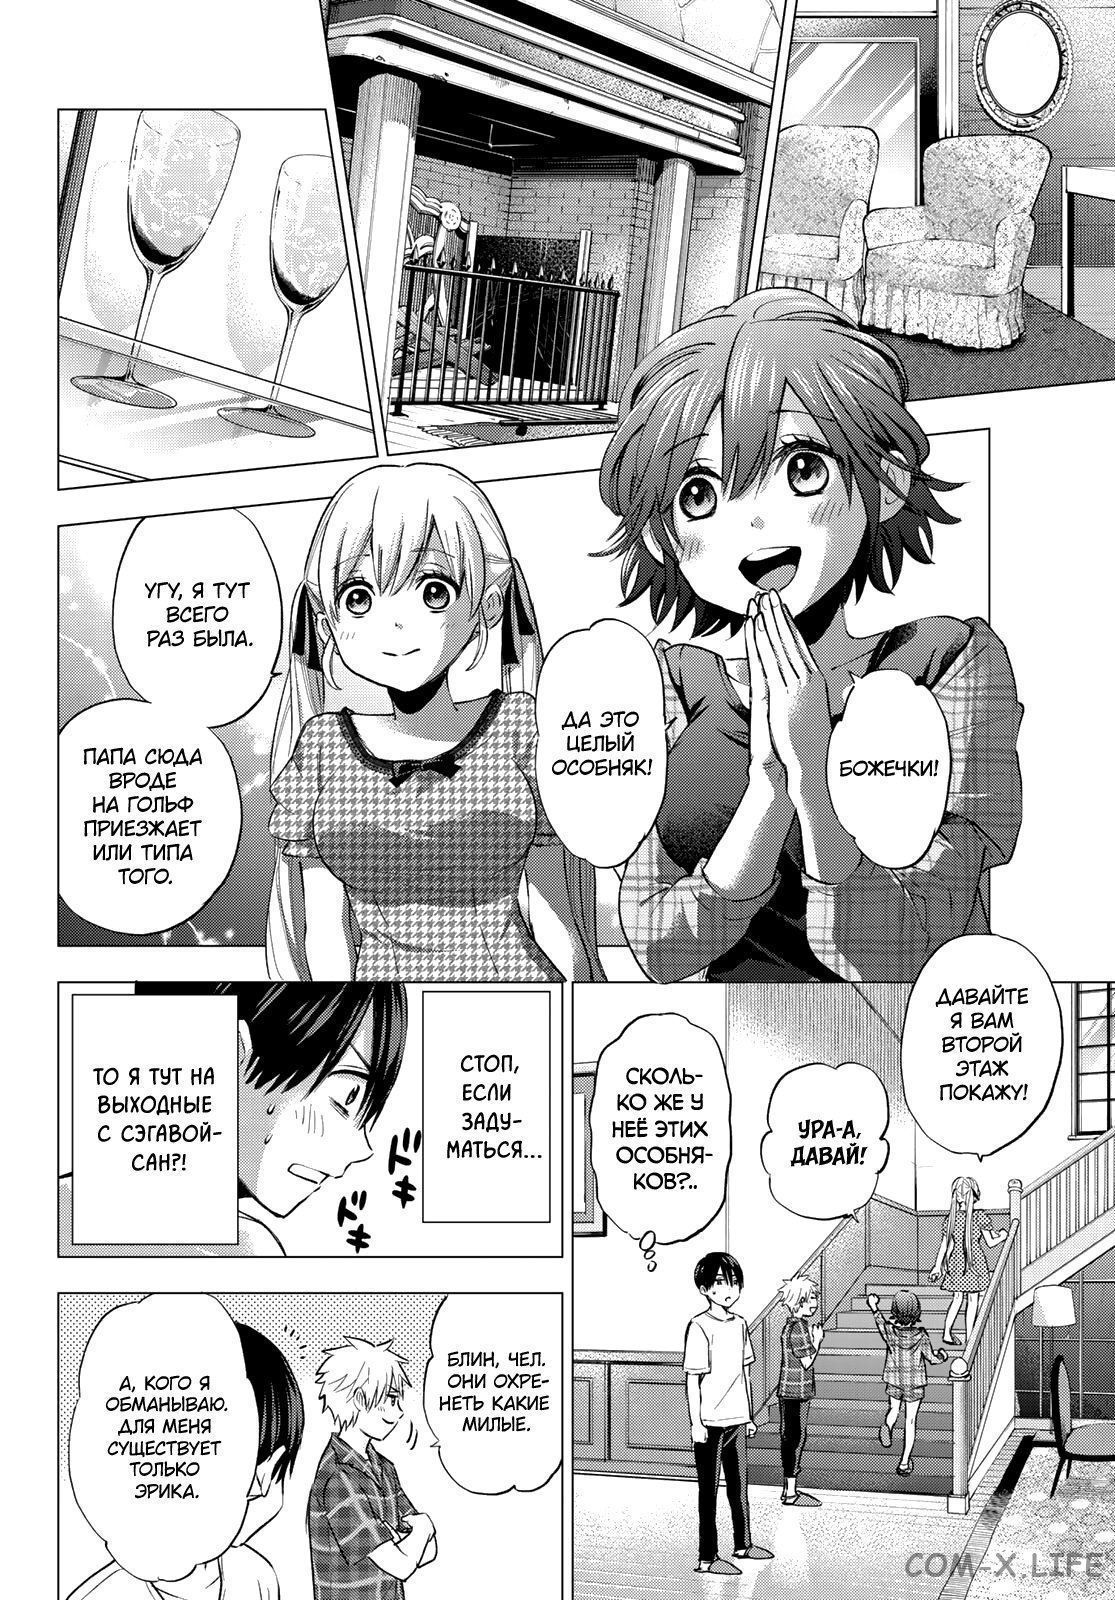 БОЖЕЧКИ!
ДА ЭТО
ЦЕЛЫЙ
ОСОБНЯК!
УГУ, Я ТУТ
ВСЕГО
РАЗ БЫЛА.
ПАПА СЮДА
ВРОДЕ
НА ГОЛЬФ
ПРИЕЗЖАЕТ
ИЛИ ТИПА
ТОГО.
ДАВАЙТЕ
Я ВАМ
ВТОРОЙ
ЭТАЖ
ПОКАЖУ!
УРА-А,
ДАВАЙ!
СКОЛЬ-
КО ЖЕ У
НЕЁ ЭТИХ
ОСОБНЯ-
КОВ?..
СТОП,
ЕСЛИ
ЗАДУ-
МАТЬСЯ...
ТО Я ТУТ НА
ВЫХОДНЫЕ
С СЭГАВОЙ-
САН?!
ドキ
ドキ
БЛИН, ЧЕЛ.
ОНИ ОХРЕ-
НЕТЬ КАКИЕ
МИЛЫЕ.
А, КОГО Я
ОБМАНЫВАЮ.
ДЛЯ МЕНЯ
СУЩЕСТВУЕТ
ТОЛЬКО
ЭРИКА.
COM-X.LIFE